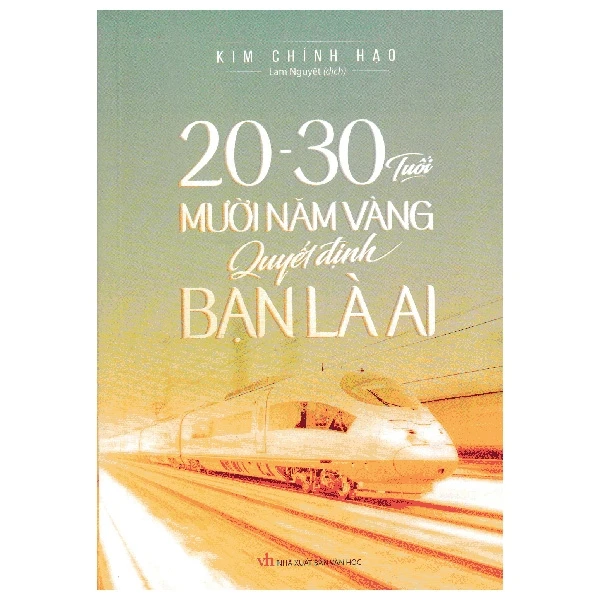 KIM CHÍNH HẠO
Lam Nguyệt (dịch)
20-30 Tuổi
MƯỜI NĂM VÀNG
Quyết định
BẠN LÀ AI
vh NHÀ XUẤT BẢN VĂN HỌC